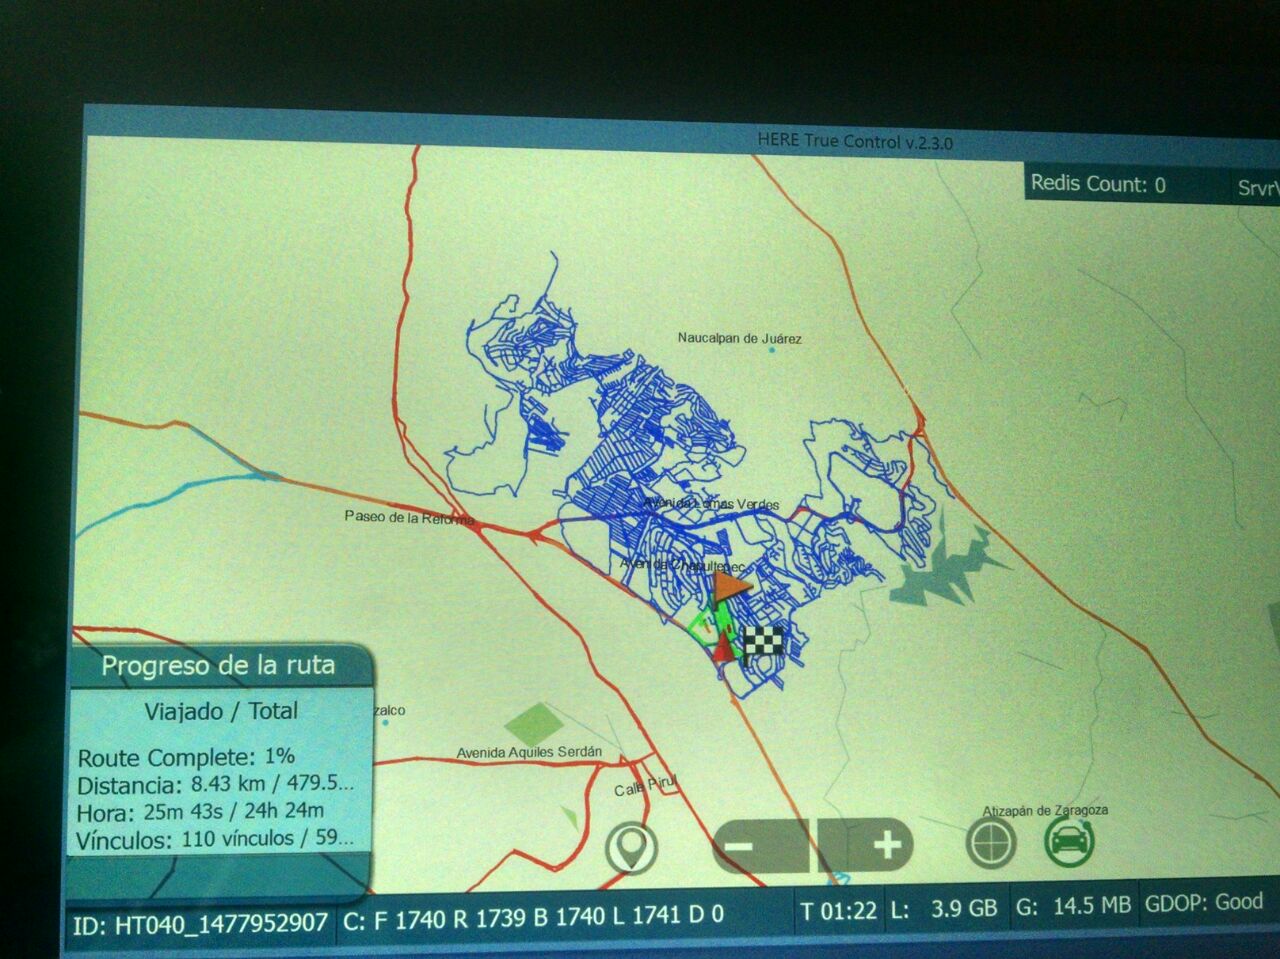 HERE True Control v.2.3.0
Redis Count: 0
Naucalpan de Juárez
Avenida Lomas Verdes
Paseo de la Reforma
Avenida Chapultepec
Progreso de la ruta
Viajado / Total
Route Complete: 1%
Distancia: 8.43 km / 479.5...
Hora: 25m 43s / 24h 24m
Vínculos: 110 vínculos / 59...
Avenida Aquiles Serdán
Calle Pirul
Atizapán de Zaragoza
ID: HT040_1477952907
C: F 1740 R 1739 B 1740 L 1741 D 0
T 01:22
L: 3.9 GB
G: 14.5 MB
GDOP: Good